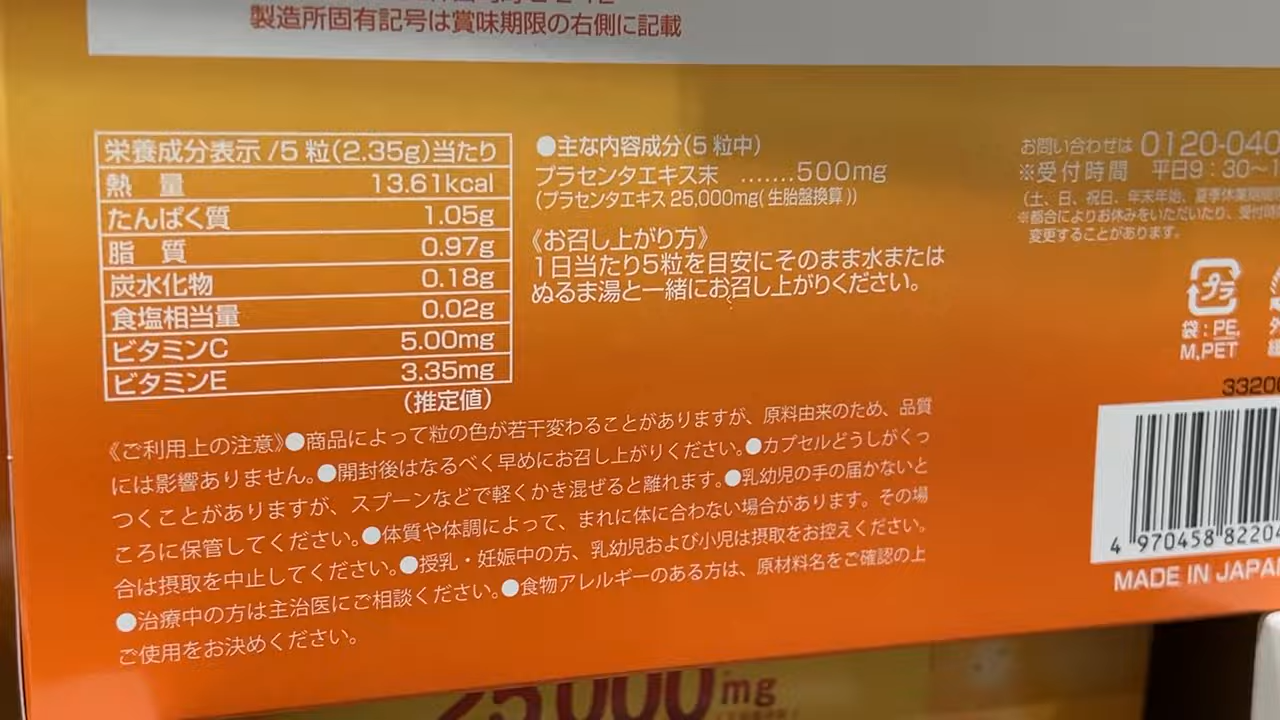 製造所固有記号は賞味期限の右側に記載
栄養成分表示/5粒(2.35g)当たり
熱 量 13.61kcal
たんぱく質 1.05g
脂 質 0.97g
炭水化物 0.18g
食塩相当量 0.02g
ビタミンC 5.00mg
ビタミンE 3.35mg
(推定値)
●主な内容成分(5粒中)
プラセンタエキス末 …….500mg
(プラセンタエキス25,000mg(生胎盤換算))
《お召し上がり方》
1日当たり5粒を目安にそのまま水または
ぬるま湯と一緒にお召し上がりください。
お問い合わせは 0120-040
※受付時間 平日9:30〜1
(土、日、祝日、年末年始、夏季休業期間
※都合によりお休みをいただいたり、受付時
変更することがあります。
プラ
袋:PE,
M,PET
33200
4 970458 82204
MADE IN JAPAN
《ご利用上の注意》●商品によって粒の色が若干変わることがありますが、原料由来のため、品質
には影響ありません。●開封後はなるべく早めにお召し上がりください。●カプセルどうしがくっ
つくことがありますが、スプーンなどで軽くかき混ぜると離れます。●乳幼児の手の届かないと
ころに保管してください。●体質や体調によって、まれに体に合わない場合があります。その場
合は摂取を中止してください。●授乳・妊娠中の方、乳幼児および小児は摂取をお控えください。
●治療中の方は主治医にご相談ください。●食物アレルギーのある方は、原材料名をご確認の上
ご使用をお決めください。
25,000mg